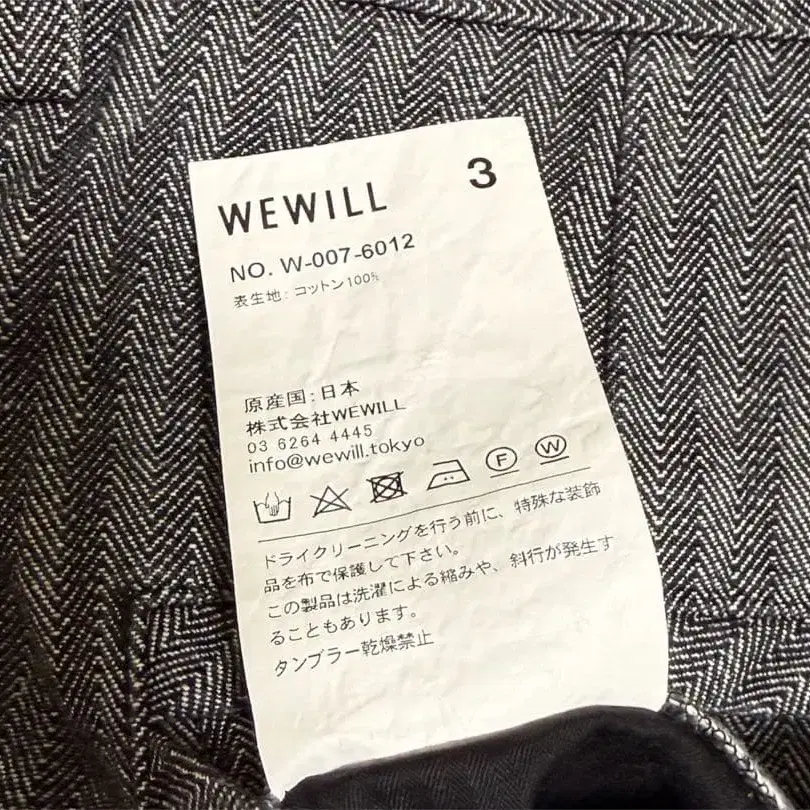 WEWILL 3
NO. W-007-6012
表生地：コットン100%
原産国：日本
株式会社WEWILL
03 6264 4445
info@wewill.tokyo
F W
ドライクリーニングを行う前に、特殊な装飾
品を布で保護して下さい。
この製品は洗濯による縮みや、斜行が発生す
ることもあります。
タンブラー乾燥禁止